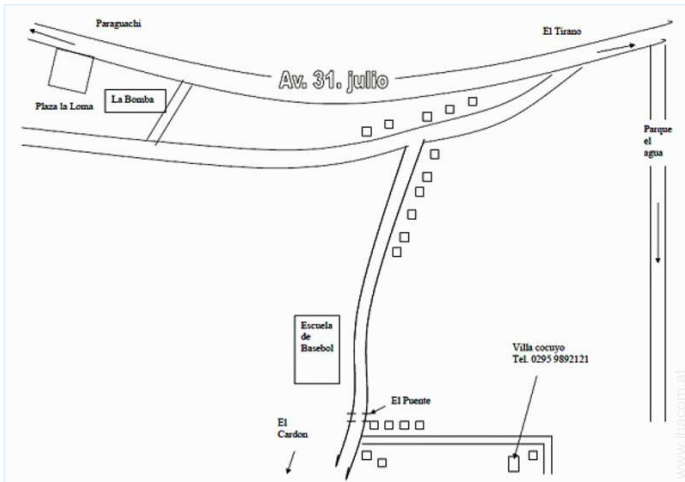 Paraguachi
El Tirano
Av. 31. julio
Plaza la Loma
La Bomba
Parque
el
agua
Escuela
de
Basebol
Villa cocuyo
Tel. 0295 9892121
El Puente
El
Cardon
www.ihacom.at